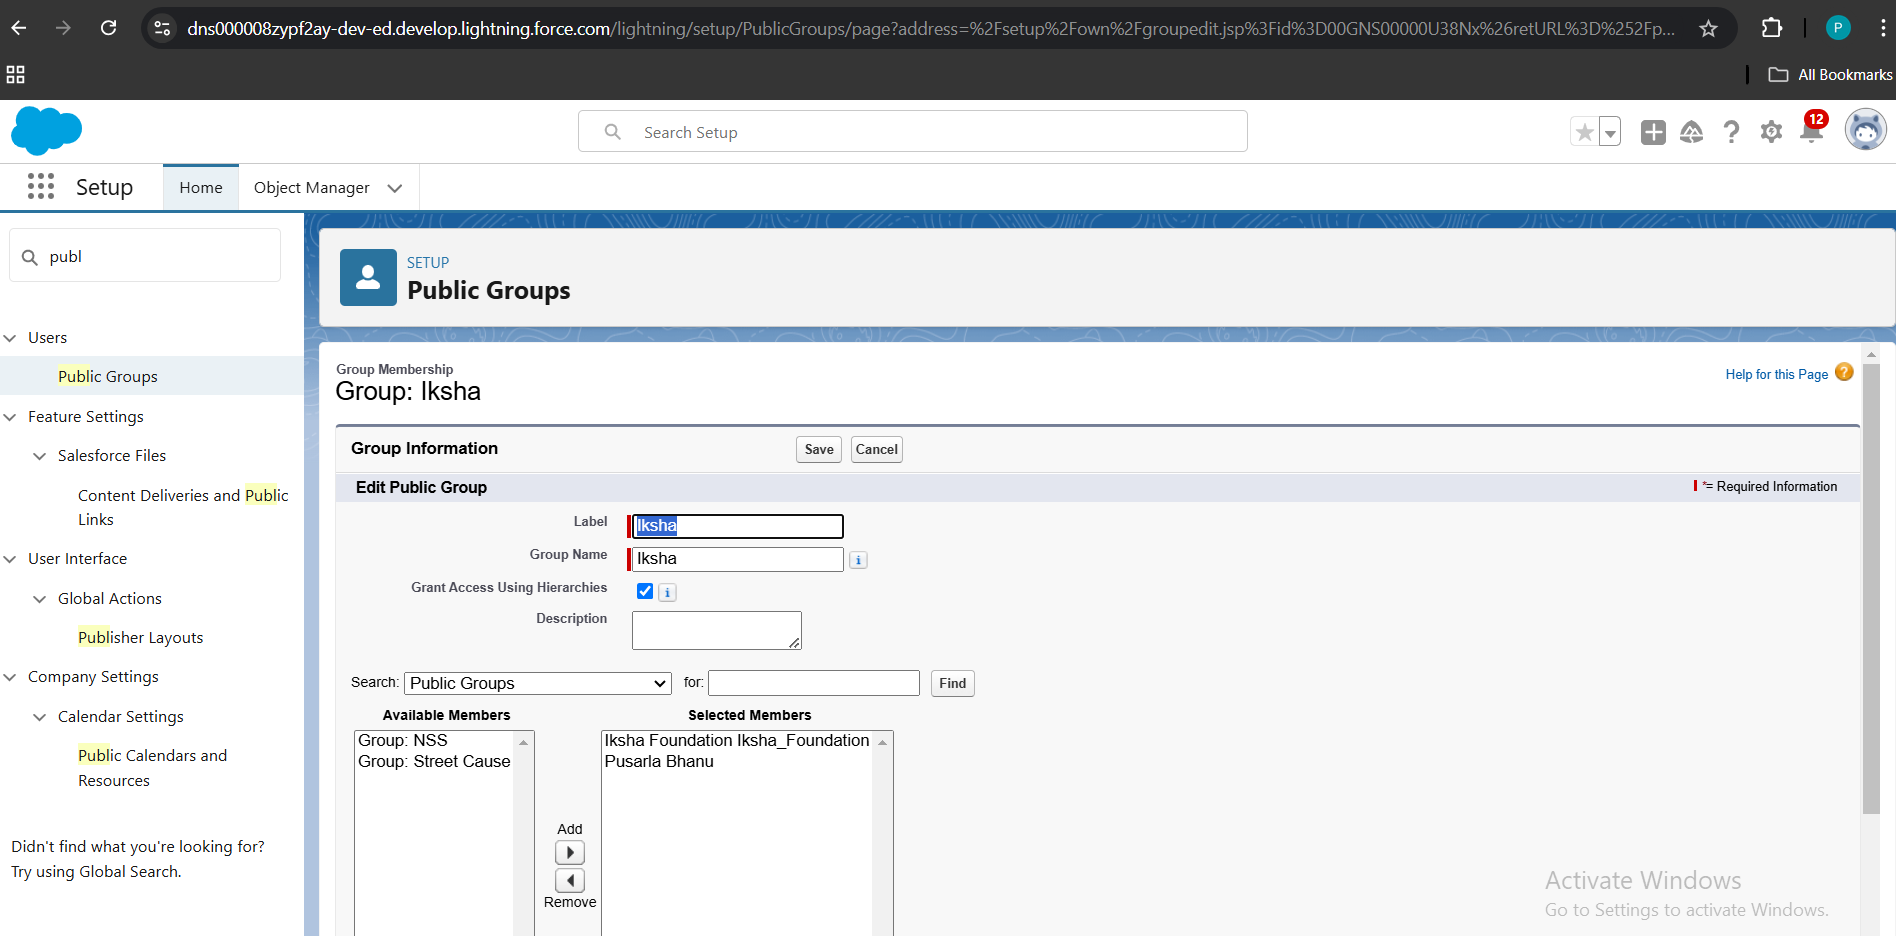 dns000008zypf2ay-dev-ed.develop.lightning.force.com/lightning/setup/PublicGroups/page?address=%2Fsetup%2Fown%2Fgroupedit.jsp%3Fid%3D00GNS00000U38Nx%26retURL%3D%252Fp...
P
All Bookmarks
Search Setup
12
Setup
Home
Object Manager
publ
Users
Public Groups
Feature Settings
Salesforce Files
Content Deliveries and Public
Links
User Interface
Global Actions
Publisher Layouts
Company Settings
Calendar Settings
Public Calendars and
Resources
Didn't find what you're looking for?
Try using Global Search.
SETUP
Public Groups
Group Membership
Group: Iksha
Help for this Page ?
Group Information
Save
Cancel
Edit Public Group
*= Required Information
Label
Iksha
Group Name
Iksha
i
Grant Access Using Hierarchies
i
Description
Search:
Public Groups
for:
Find
Available Members
Selected Members
Group: NSS
Group: Street Cause
Add
Remove
Iksha Foundation Iksha_Foundation
Pusarla Bhanu
Activate Windows
Go to Settings to activate Windows.